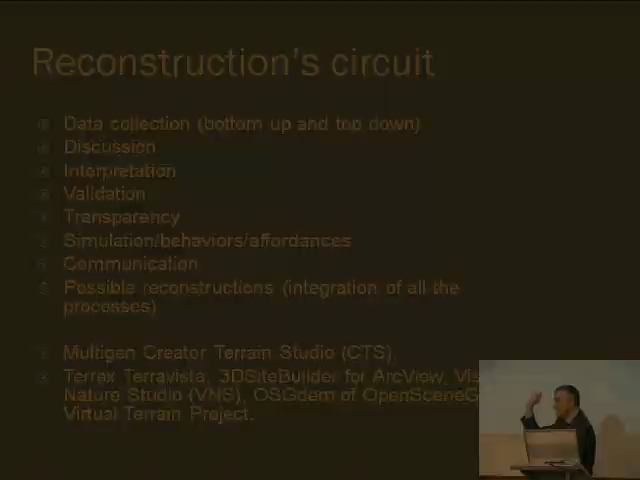 Reconstruction's circuit
Data collection (bottom up and top down)
Discussion
Interpretation
Validation
Transparency
Simulation/behaviors/affordances
Communication
Possible reconstructions (integration of all the
processes)
Multigen Creator Terrain Studio (CTS),
Terrex Terravista, 3DSiteBuilder for ArcView,
Nature Studio (VNS), OSGdem of
Virtual Terrain Project.